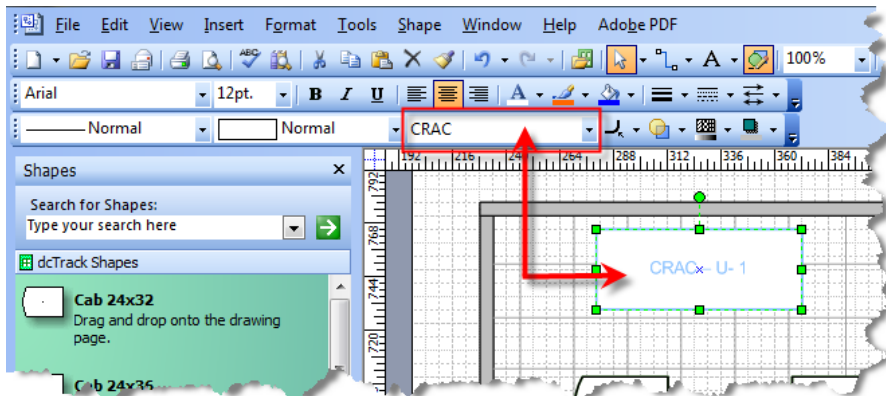 File Edit View Insert Format Tools Shape Window Help Adobe PDF
ABC A 100%
Arial 12pt. B I U A
Normal Normal CRAC
Shapes
192 216 240 264 288 312 336 360 384
Search for Shapes:
Type your search here
792
768
744
720
dcTrack Shapes
CRAC - U- 1
Cab 24x32
Drag and drop onto the drawing
page.
Cab 24x36